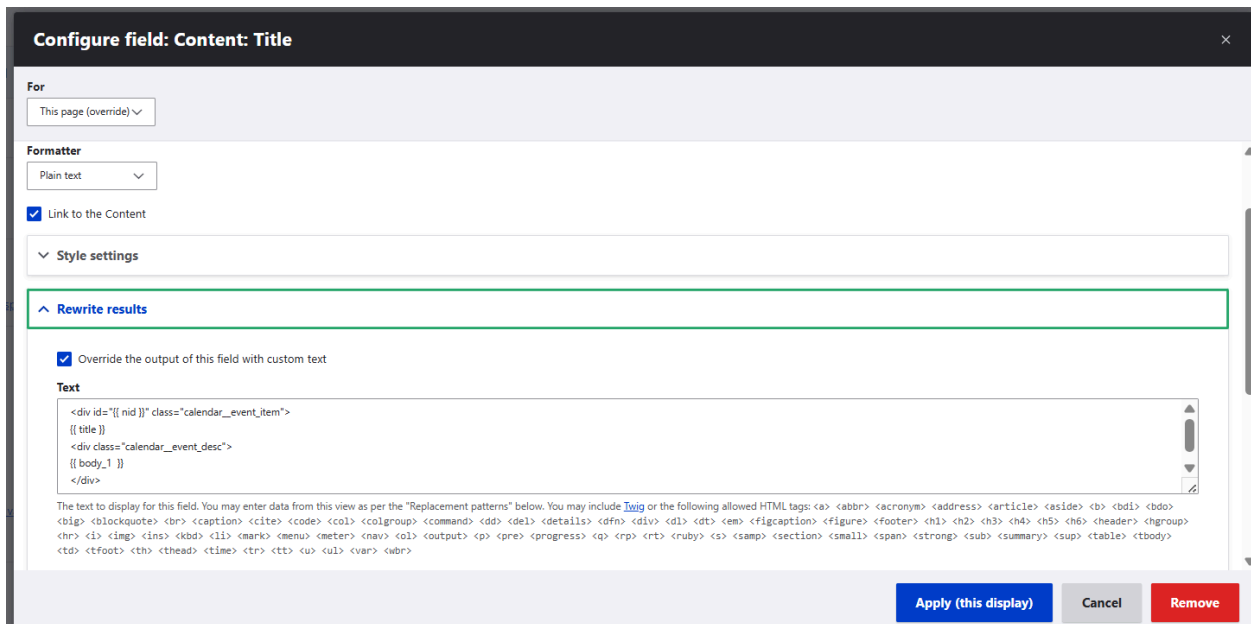 Configure field: Content: Title
×
For
This page (override)
Formatter
Plain text
Link to the Content
Style settings
Rewrite results
Override the output of this field with custom text
Text
<div id="{{ nid }}" class="calendar__event_item">
{{ title }}
<div class="calendar__event_desc">
{{ body_1  }}
</div>
The text to display for this field. You may enter data from this view as per the "Replacement patterns" below. You may include Twig or the following allowed HTML tags: <a> <abbr> <acronym> <address> <article> <aside> <b> <bdi> <bdo>
<big> <blockquote> <br> <caption> <cite> <code> <col> <colgroup> <command> <dd> <del> <details> <dfn> <div> <dl> <dt> <em> <figcaption> <figure> <footer> <h1> <h2> <h3> <h4> <h5> <h6> <header> <hgroup>
<hr> <i> <img> <ins> <kbd> <li> <mark> <menu> <meter> <nav> <ol> <output> <p> <pre> <progress> <q> <rp> <rt> <ruby> <s> <samp> <section> <small> <span> <strong> <sub> <summary> <sup> <table> <tbody>
<td> <tfoot> <th> <thead> <time> <tr> <tt> <u> <ul> <var> <wbr>
Apply (this display)
Cancel
Remove